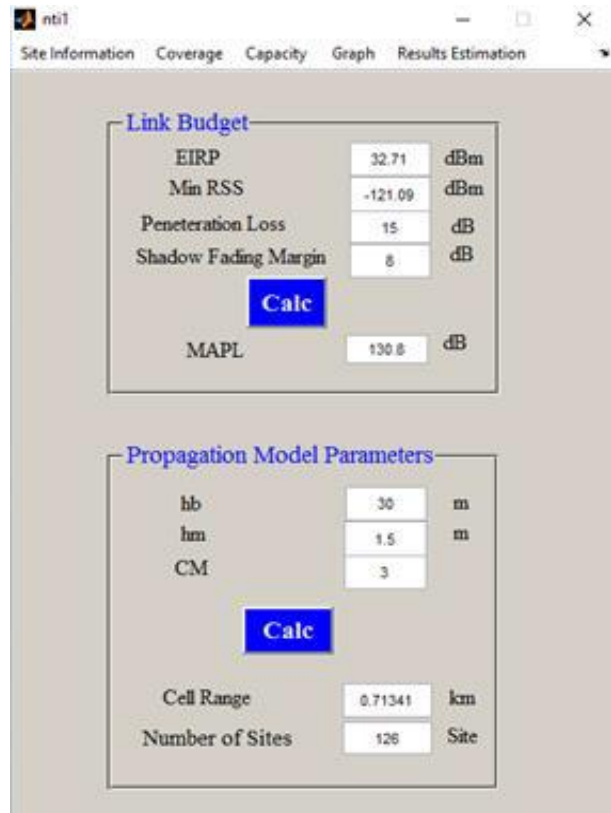 nti1
Site Information Coverage Capacity Graph Results Estimation
Link Budget
EIRP 32.71 dBm
Min RSS -121.09 dBm
Peneteration Loss 15 dB
Shadow Fading Margin 8 dB
Calc
MAPL 130.8 dB
Propagation Model Parameters
hb 30 m
hm 1.5 m
CM 3
Calc
Cell Range 0.71341 km
Number of Sites 126 Site